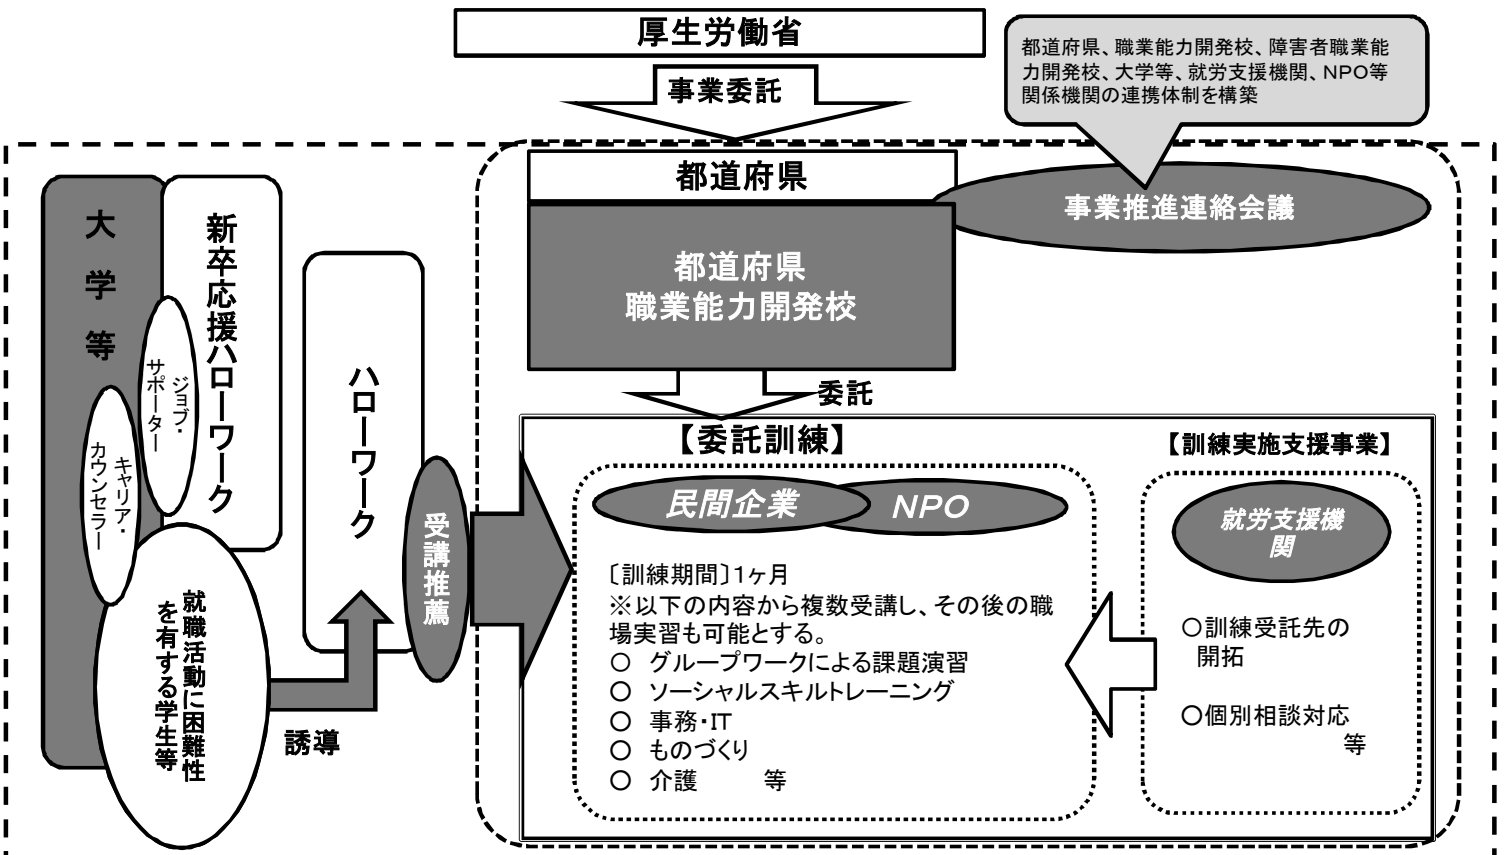 厚生労働省
事業委託
都道府県、職業能力開発校、障害者職業能
力開発校、大学等、就労支援機関、NPO等
関係機関の連携体制を構築
都道府県
事業推進連絡会議
都道府県
職業能力開発校
委託
大学等
新卒応援ハローワーク
ジョブ・
サポーター
キャリア・
カウンセラー
就職活動に困難性
を有する学生等
誘導
ハローワーク
受講推薦
【委託訓練】
民間企業
NPO
〔訓練期間〕1ヶ月
※以下の内容から複数受講し、その後の職
場実習も可能とする。
○ グループワークによる課題演習
○ ソーシャルスキルトレーニング
○ 事務・IT
○ ものづくり
○ 介護 等
【訓練実施支援事業】
就労支援機
関
○訓練受託先の
開拓
○個別相談対応
等